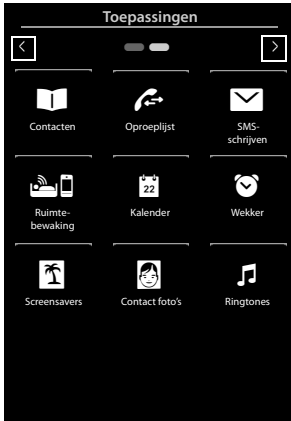 Toepassingen
Contacten
Oproeplijst
SMS-
schrijven
22
Ruimte-
bewaking
Kalender
Wekker
Screensavers
Contact foto's
Ringtones